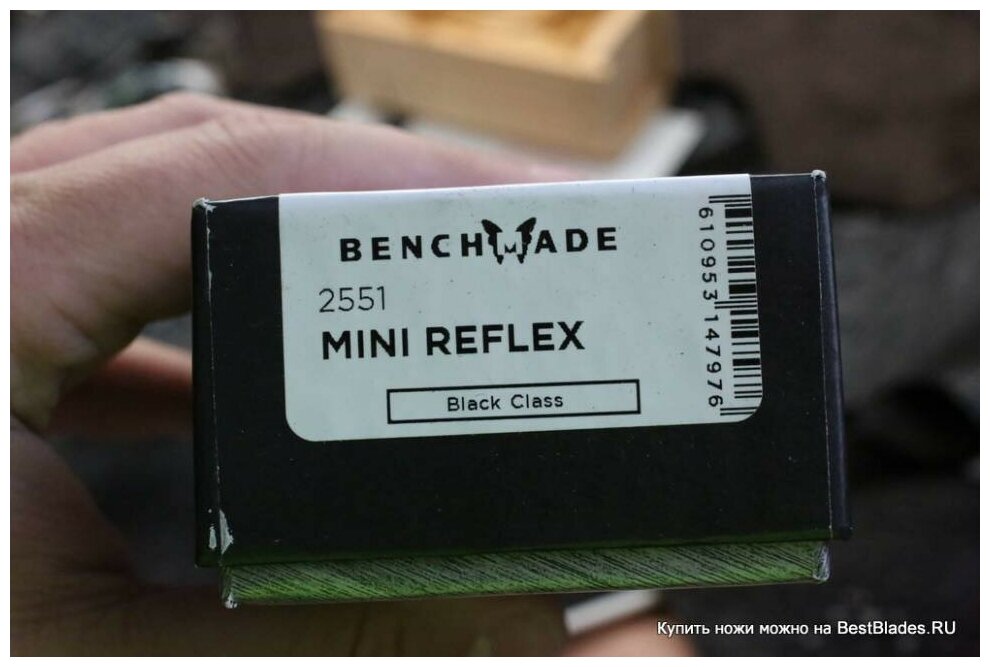 BENCHMADE
2551
MINI REFLEX
Black Class
610953147976
Купить ножи можно на BestBlades.RU